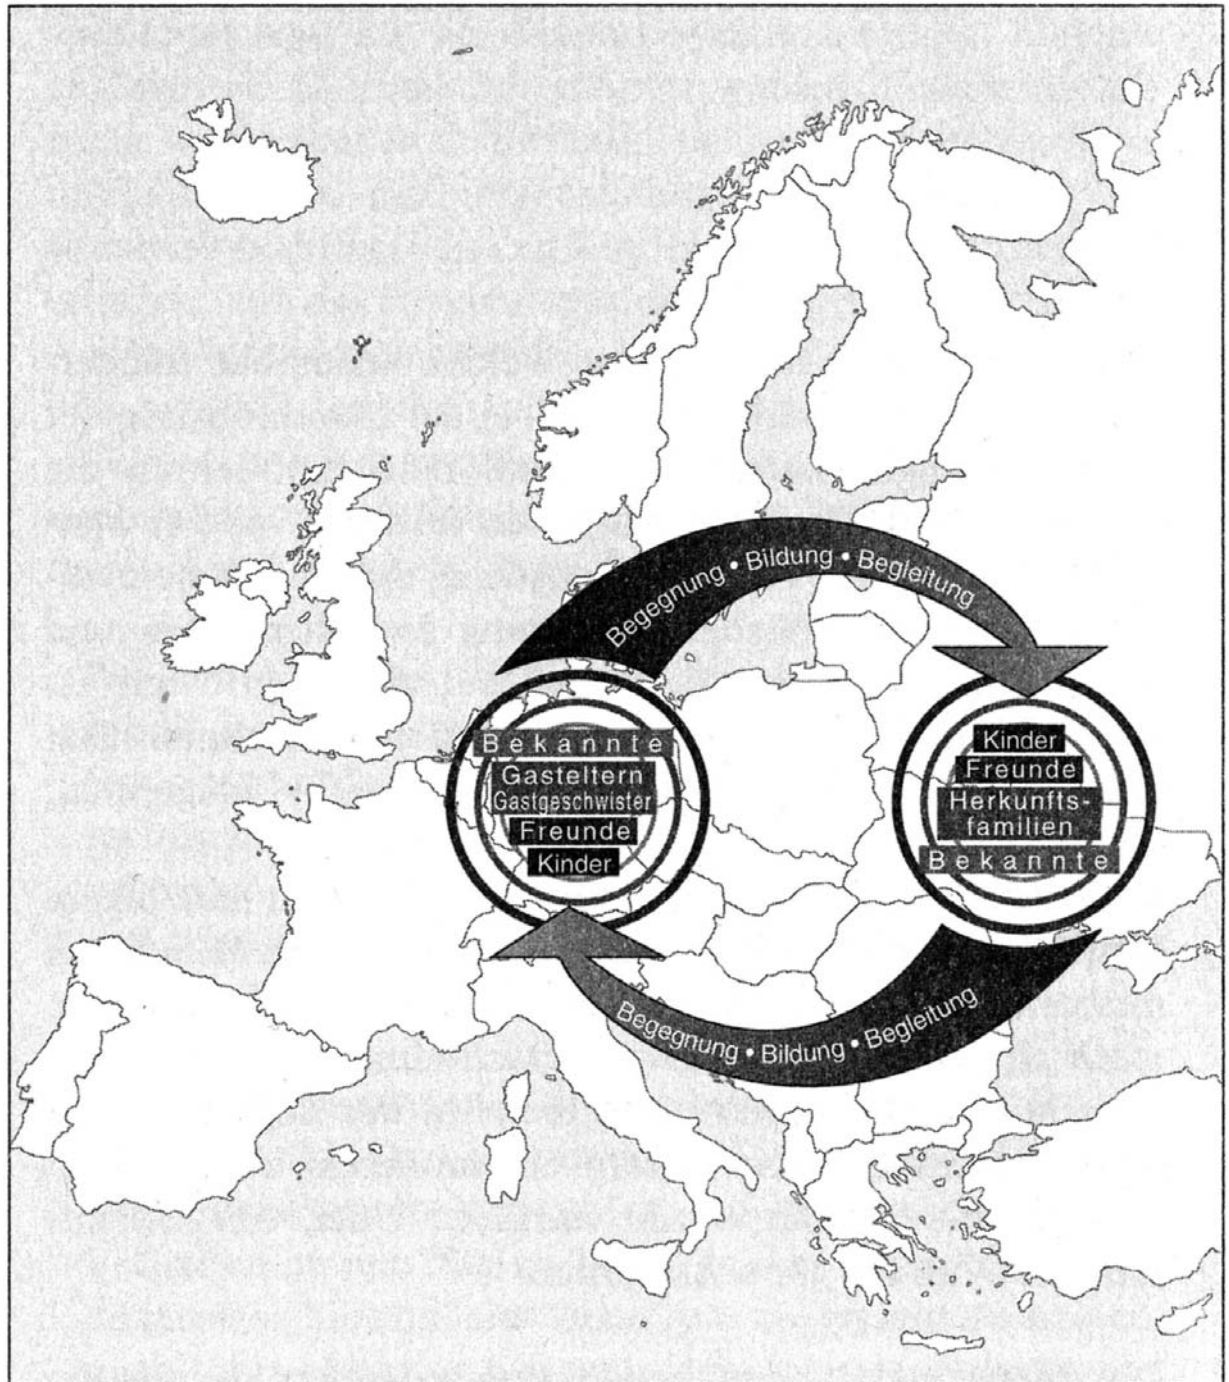 Begegnung • Bildung • Begleitung
Bekannte
Gasteltern
Gastgeschwister
Freunde
Kinder
Kinder
Freunde
Herkunfts-
familien
Bekannte
Begegnung • Bildung • Begleitung